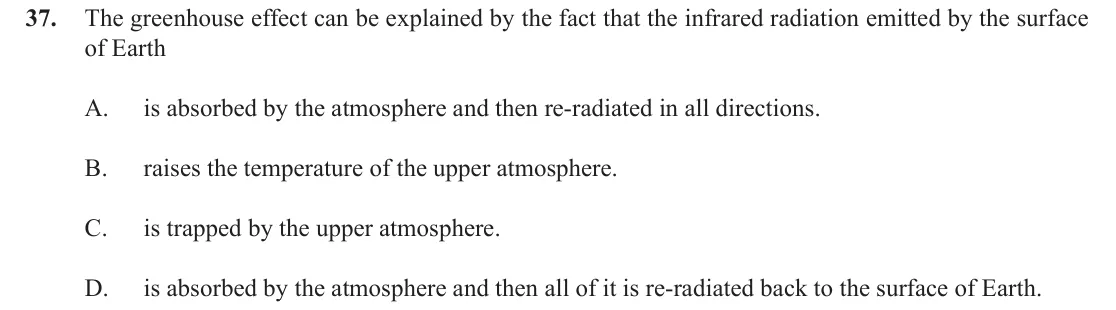 37. The greenhouse effect can be explained by the fact that the infrared radiation emitted by the surface
of Earth
A. is absorbed by the atmosphere and then re-radiated in all directions.
B. raises the temperature of the upper atmosphere.
C. is trapped by the upper atmosphere.
D. is absorbed by the atmosphere and then all of it is re-radiated back to the surface of Earth.